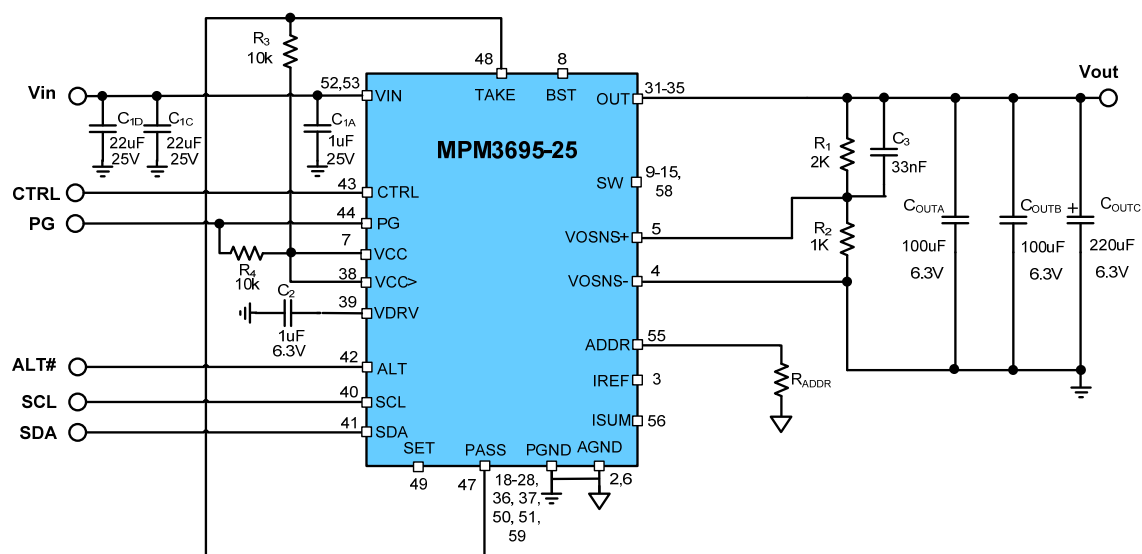 R3
10k
48
8
52,53
31-35
Vout
Vin
VIN
TAKE
BST
OUT
C1D
22uF
25V
C1C
22uF
25V
C1A
1uF
25V
MPM3695-25
R1
2K
C3
33nF
9-15,
58
SW
43
CTRL
CTRL
44
PG
PG
COUTA
100uF
6.3V
COUTB
100uF
6.3V
+
COUTC
220uF
6.3V
5
VOSNS+
R2
1K
7
VCC
R4
10k
4
VOSNS-
38
VCC>
C2
1uF
6.3V
39
VDRV
55
ADDR
RADDR
42
ALT#
ALT
IREF
3
40
SCL
SCL
ISUM
56
41
SDA
SDA
SET
PASS
PGND
AGND
49
47
18-28,
36, 37,
50, 51,
59
2,6